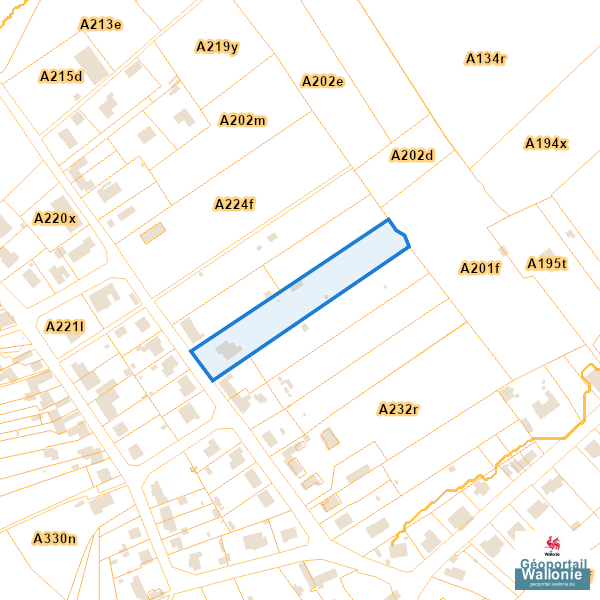 A213e
A219y
A134r
A215d
A202e
A202m
A194x
A202d
A224f
A220x
A201f
A195t
A221l
A232r
A330n
Wallonie
Géoportail
Wallonie
geoportail.wallonie.be